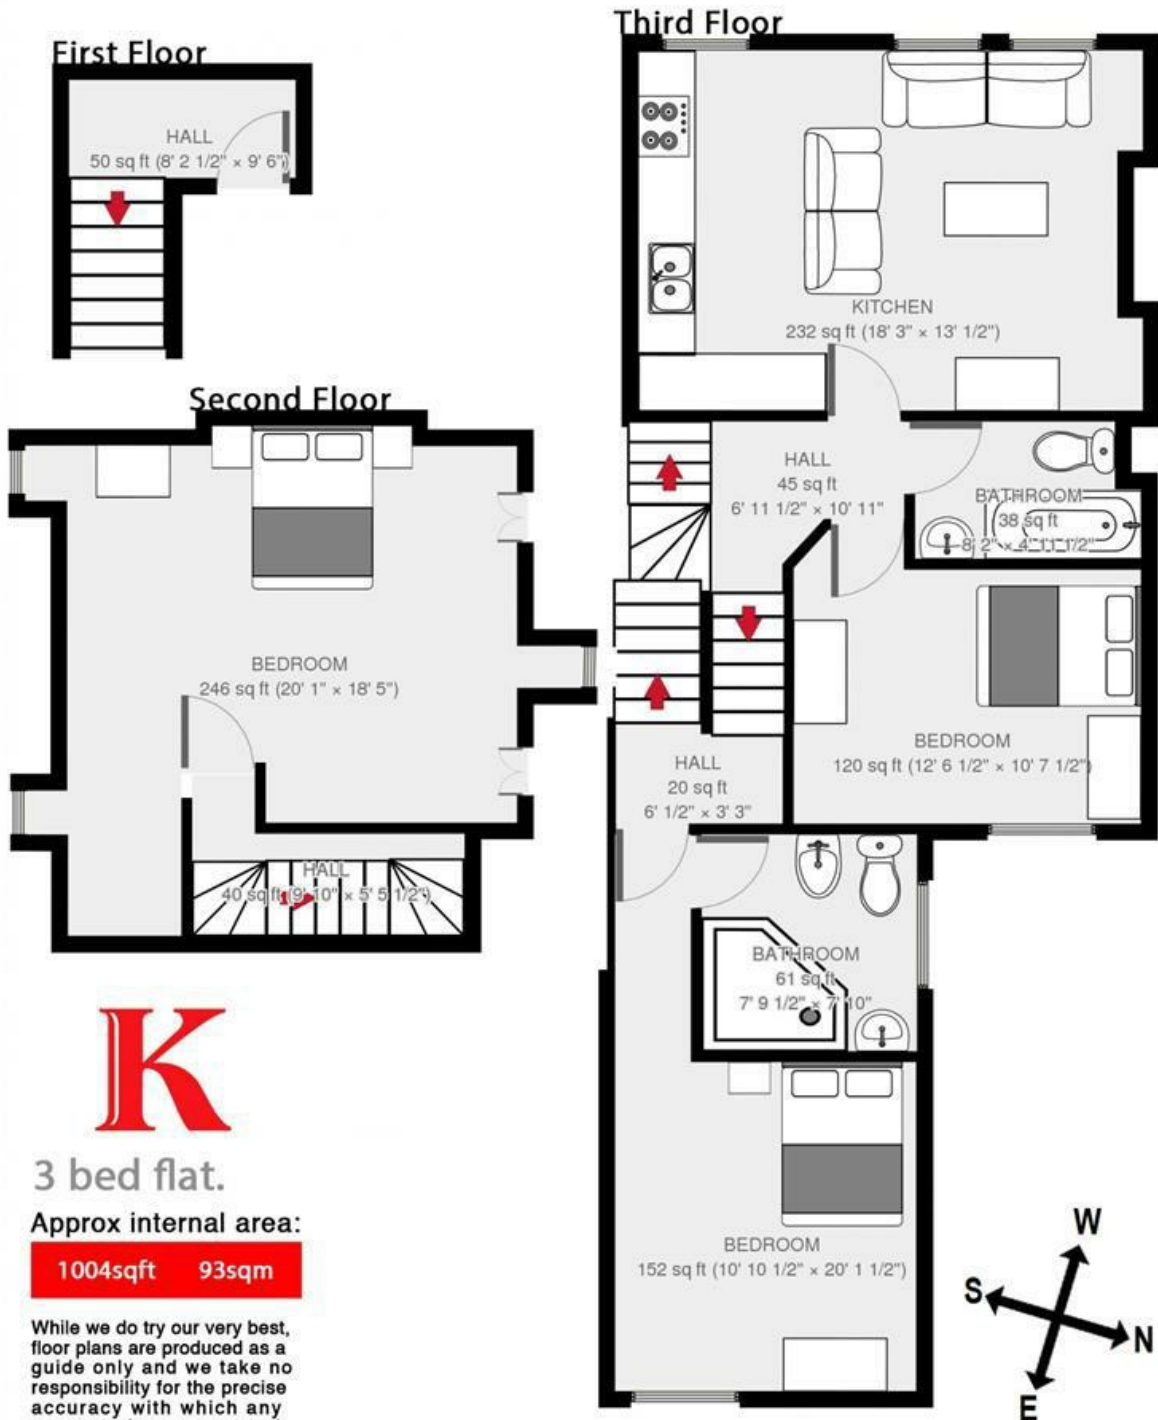 First Floor
HALL
50 sq ft (8' 2 1/2" × 9' 6")
Third Floor
KITCHEN
232 sq ft (18' 3" × 13' 1/2")
HALL
45 sq ft
6' 11 1/2" × 10' 11"
BATHROOM
38 sq ft
8' 2" × 4' 11 1/2"
BEDROOM
120 sq ft (12' 6 1/2" × 10' 7 1/2")
HALL
20 sq ft
6' 1/2" × 3' 3"
BATHROOM
61 sq ft
7' 9 1/2" × 7' 10"
BEDROOM
152 sq ft (10' 10 1/2" × 20' 1 1/2")
Second Floor
BEDROOM
246 sq ft (20' 1" × 18' 5")
HALL
40 sq ft (9' 10" × 5' 5 1/2")
K
3 bed flat.
Approx internal area:
1004sqft 93sqm
While we do try our very best,
floor plans are produced as a
guide only and we take no
responsibility for the precise
accuracy with which any
W
S
N
E